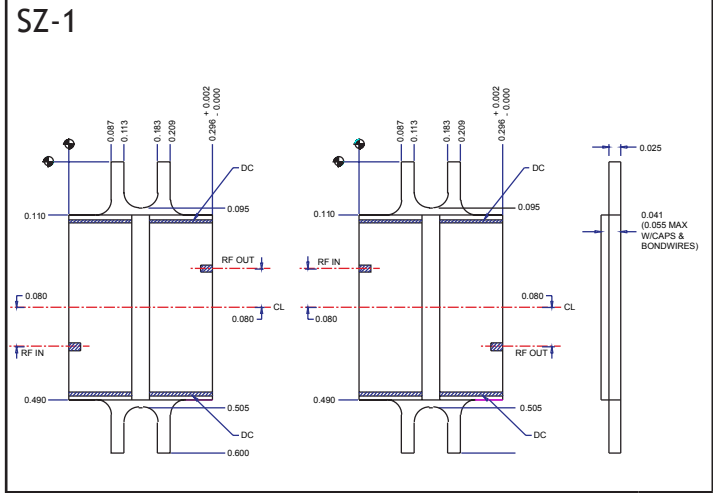 SZ-1
0.087
0.113
0.183
0.209
0.296 + 0.002
- 0.000
DC
0.110
0.095
RF OUT
0.080
CL
0.080
RF IN
0.490
0.505
DC
0.600
0.087
0.113
0.183
0.209
0.296 + 0.002
- 0.000
DC
0.110
0.095
RF IN
0.080
CL
0.080
RF OUT
0.490
0.505
DC
0.025
0.041
(0.055 MAX
W/CAPS &
BONDWIRES)